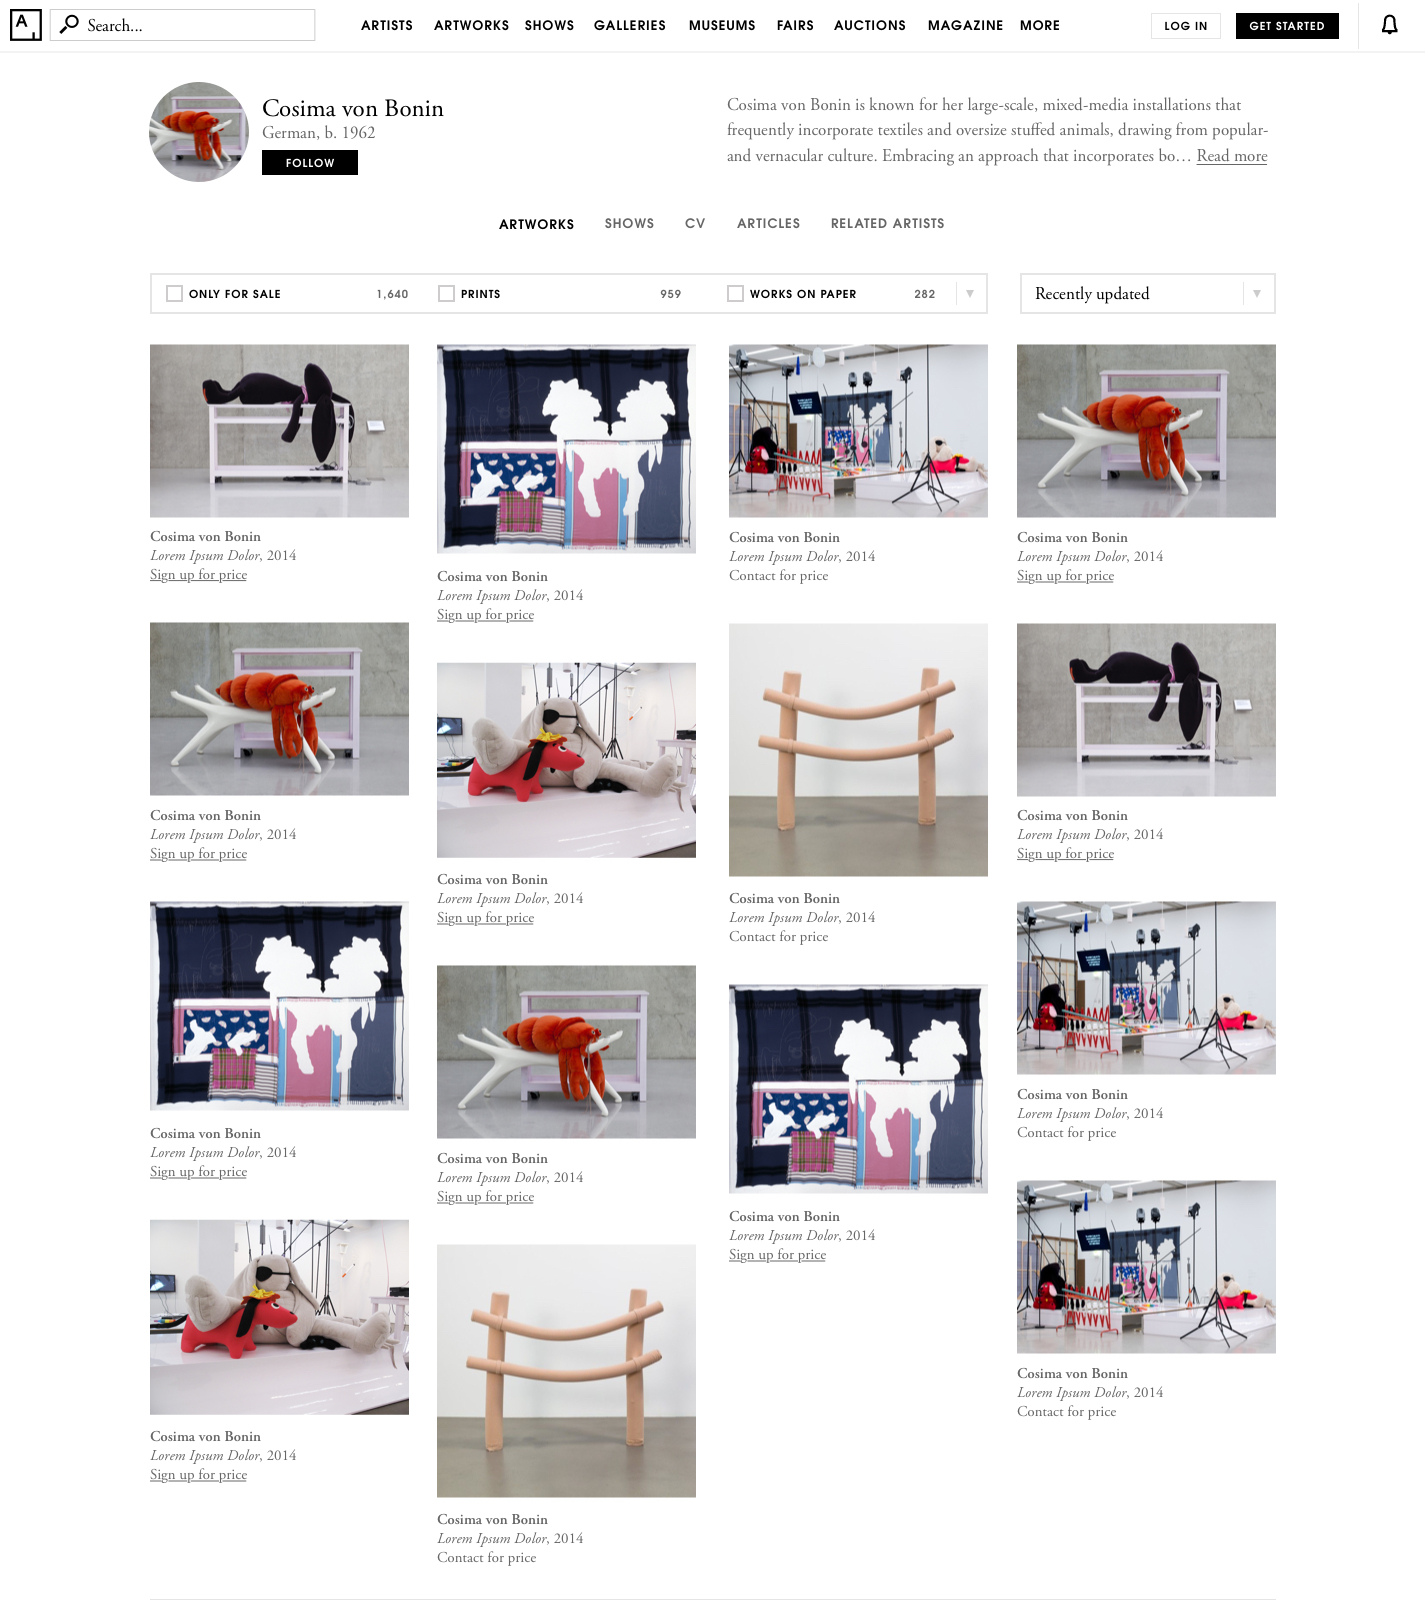 A
Search...
ARTISTS ARTWORKS SHOWS GALLERIES MUSEUMS FAIRS AUCTIONS MAGAZINE MORE
LOG IN
GET STARTED
Cosima von Bonin
German, b. 1962
FOLLOW
Cosima von Bonin is known for her large-scale, mixed-media installations that
frequently incorporate textiles and oversize stuffed animals, drawing from popular-
and vernacular culture. Embracing an approach that incorporates bo… Read more
ARTWORKS SHOWS CV ARTICLES RELATED ARTISTS
ONLY FOR SALE 1,640
PRINTS 959
WORKS ON PAPER 282
Recently updated
Cosima von Bonin
Lorem Ipsum Dolor, 2014
Sign up for price
Cosima von Bonin
Lorem Ipsum Dolor, 2014
Sign up for price
Cosima von Bonin
Lorem Ipsum Dolor, 2014
Sign up for price
Cosima von Bonin
Lorem Ipsum Dolor, 2014
Sign up for price
Cosima von Bonin
Lorem Ipsum Dolor, 2014
Sign up for price
Cosima von Bonin
Lorem Ipsum Dolor, 2014
Sign up for price
Cosima von Bonin
Lorem Ipsum Dolor, 2014
Sign up for price
Cosima von Bonin
Lorem Ipsum Dolor, 2014
Contact for price
Cosima von Bonin
Lorem Ipsum Dolor, 2014
Contact for price
Cosima von Bonin
Lorem Ipsum Dolor, 2014
Contact for price
Cosima von Bonin
Lorem Ipsum Dolor, 2014
Sign up for price
Cosima von Bonin
Lorem Ipsum Dolor, 2014
Sign up for price
Cosima von Bonin
Lorem Ipsum Dolor, 2014
Sign up for price
Cosima von Bonin
Lorem Ipsum Dolor, 2014
Contact for price
Cosima von Bonin
Lorem Ipsum Dolor, 2014
Contact for price